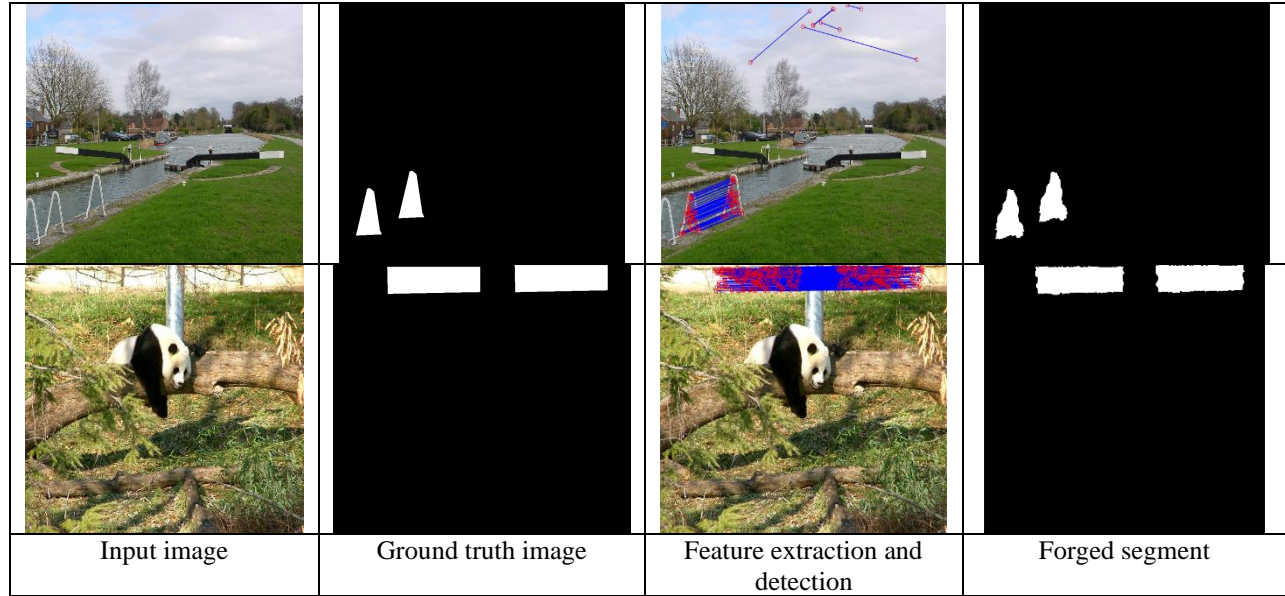 Input image
Ground truth image
Feature extraction and
detection
Forged segment